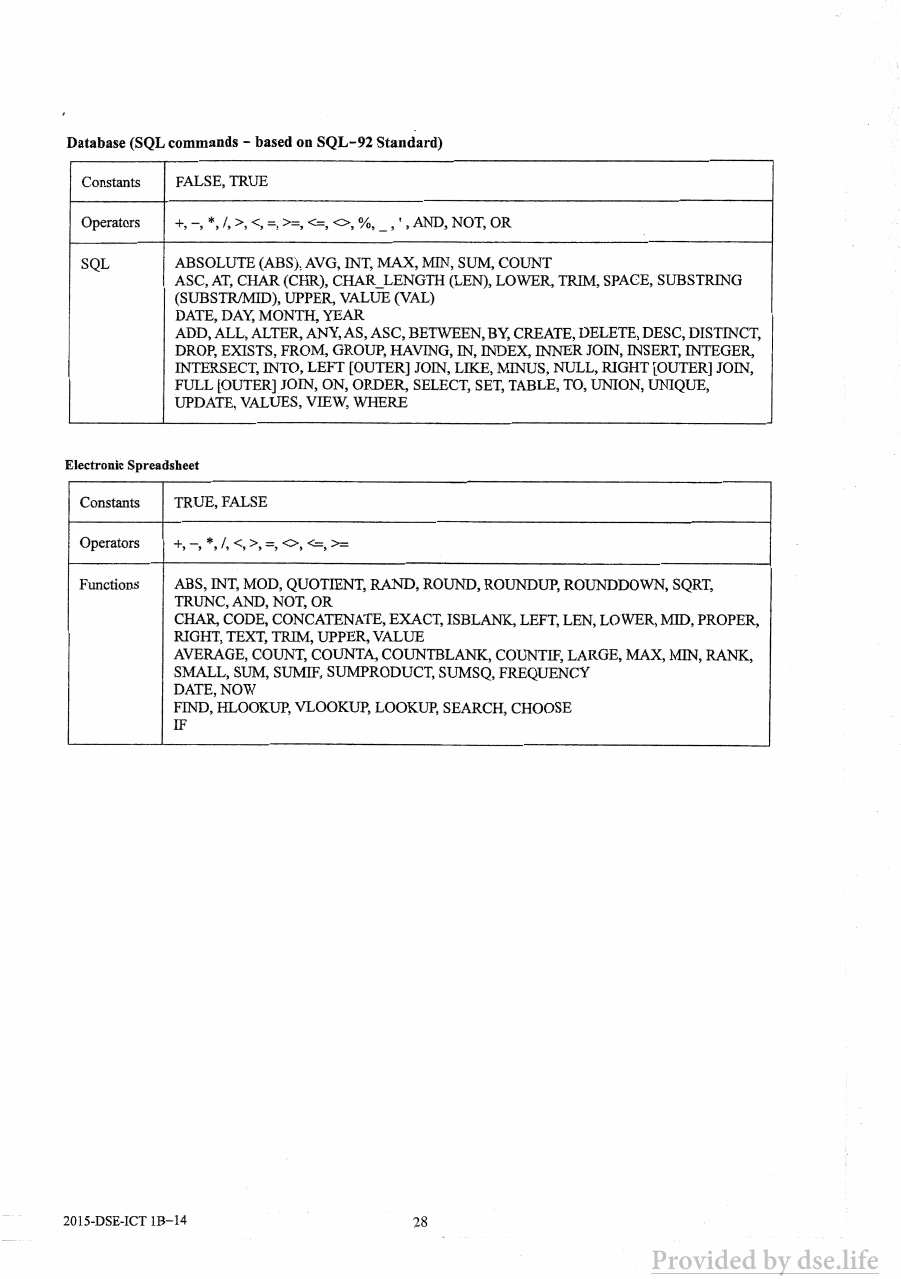 Database (SQL commands – based on SQL–92 Standard)
Constants FALSE, TRUE
Operators +, –, *, /, >, <, =, >=, <=, <>, %, _ , ' , AND, NOT, OR
SQL ABSOLUTE (ABS), AVG, INT, MAX, MIN, SUM, COUNT
ASC, AT, CHAR (CHR), CHAR_LENGTH (LEN), LOWER, TRIM, SPACE, SUBSTRING
(SUBSTR/MID), UPPER, VALUE (VAL)
DATE, DAY, MONTH, YEAR
ADD, ALL, ALTER, ANY, AS, ASC, BETWEEN, BY, CREATE, DELETE, DESC, DISTINCT,
DROP, EXISTS, FROM, GROUP, HAVING, IN, INDEX, INNER JOIN, INSERT, INTEGER,
INTERSECT, INTO, LEFT [OUTER] JOIN, LIKE, MINUS, NULL, RIGHT [OUTER] JOIN,
FULL [OUTER] JOIN, ON, ORDER, SELECT, SET, TABLE, TO, UNION, UNIQUE,
UPDATE, VALUES, VIEW, WHERE
Electronic Spreadsheet
Constants TRUE, FALSE
Operators +, –, *, /, <, >, =, <>, <=, >=
Functions ABS, INT, MOD, QUOTIENT, RAND, ROUND, ROUNDUP, ROUNDDOWN, SQRT,
TRUNC, AND, NOT, OR
CHAR, CODE, CONCATENATE, EXACT, ISBLANK, LEFT, LEN, LOWER, MID, PROPER,
RIGHT, TEXT, TRIM, UPPER, VALUE
AVERAGE, COUNT, COUNTA, COUNTBLANK, COUNTIF, LARGE, MAX, MIN, RANK,
SMALL, SUM, SUMIF, SUMPRODUCT, SUMSQ, FREQUENCY
DATE, NOW
FIND, HLOOKUP, VLOOKUP, LOOKUP, SEARCH, CHOOSE
IF
2015-DSE-ICT 1B–14 28
Provided by dse.life